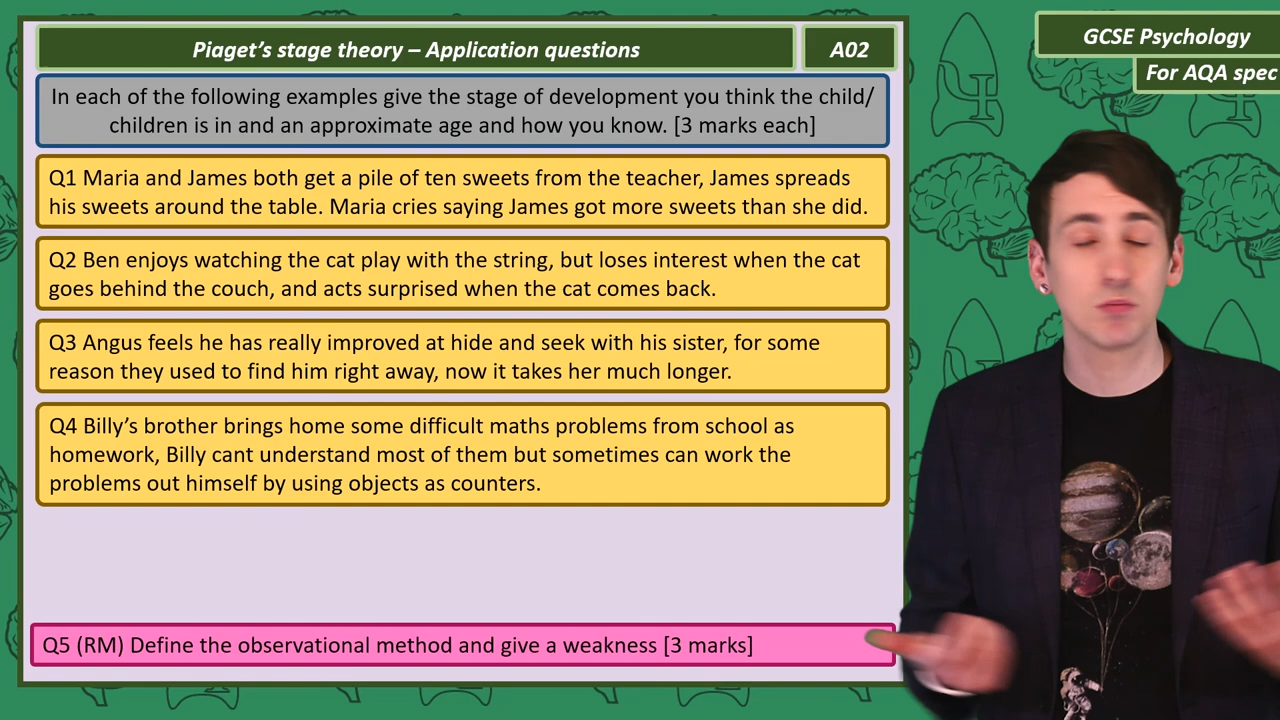 Piaget's stage theory – Application questions
A02
GCSE Psychology
For AQA spec
In each of the following examples give the stage of development you think the child/
children is in and an approximate age and how you know. [3 marks each]
Q1 Maria and James both get a pile of ten sweets from the teacher, James spreads
his sweets around the table. Maria cries saying James got more sweets than she did.
Q2 Ben enjoys watching the cat play with the string, but loses interest when the cat
goes behind the couch, and acts surprised when the cat comes back.
Q3 Angus feels he has really improved at hide and seek with his sister, for some
reason they used to find him right away, now it takes her much longer.
Q4 Billy's brother brings home some difficult maths problems from school as
homework, Billy cant understand most of them but sometimes can work the
problems out himself by using objects as counters.
Q5 (RM) Define the observational method and give a weakness [3 marks]